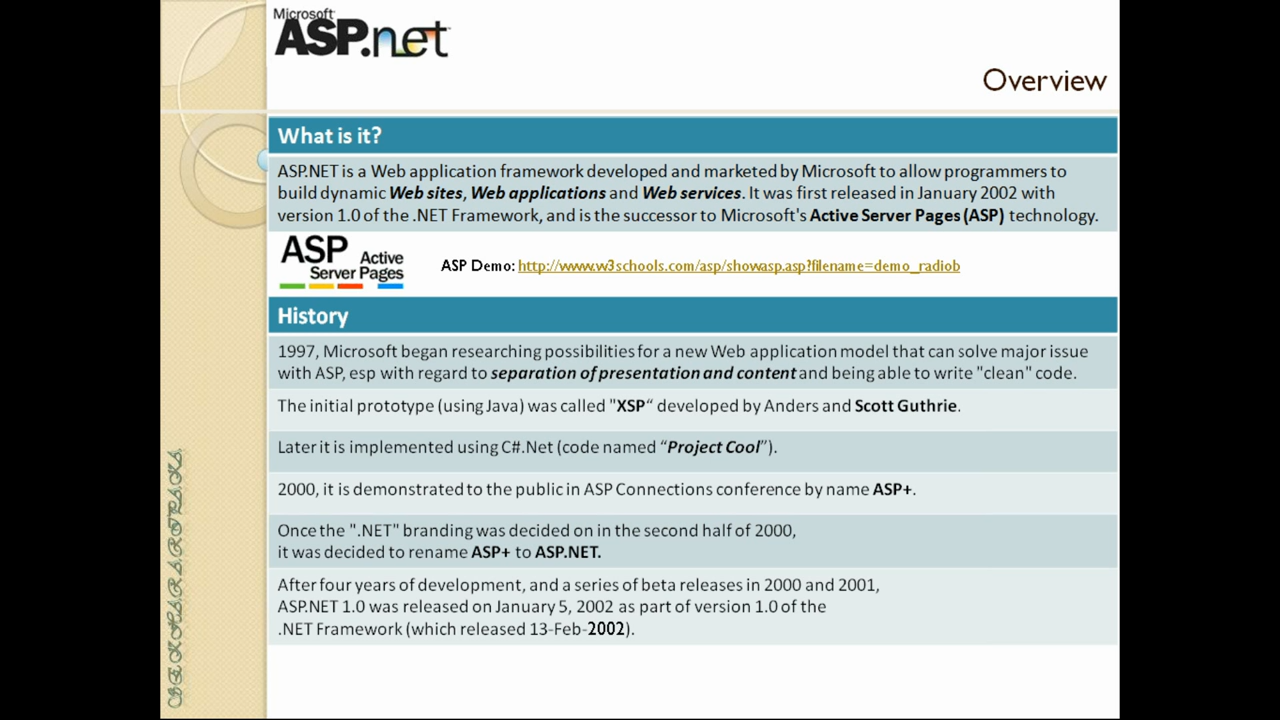 Microsoft
ASP.net
Overview
What is it?
ASP.NET is a Web application framework developed and marketed by Microsoft to allow programmers to
build dynamic Web sites, Web applications and Web services. It was first released in January 2002 with
version 1.0 of the .NET Framework, and is the successor to Microsoft's Active Server Pages (ASP) technology.
ASP Active
Server Pages
ASP Demo: http://www.w3schools.com/asp/showasp.asp?filename=demo_radiob
History
1997, Microsoft began researching possibilities for a new Web application model that can solve major issue
with ASP, esp with regard to separation of presentation and content and being able to write "clean" code.
The initial prototype (using Java) was called "XSP“ developed by Anders and Scott Guthrie.
Later it is implemented using C#.Net (code named “Project Cool”).
2000, it is demonstrated to the public in ASP Connections conference by name ASP+.
Once the ".NET" branding was decided on in the second half of 2000,
it was decided to rename ASP+ to ASP.NET.
After four years of development, and a series of beta releases in 2000 and 2001,
ASP.NET 1.0 was released on January 5, 2002 as part of version 1.0 of the
.NET Framework (which released 13-Feb-2002).